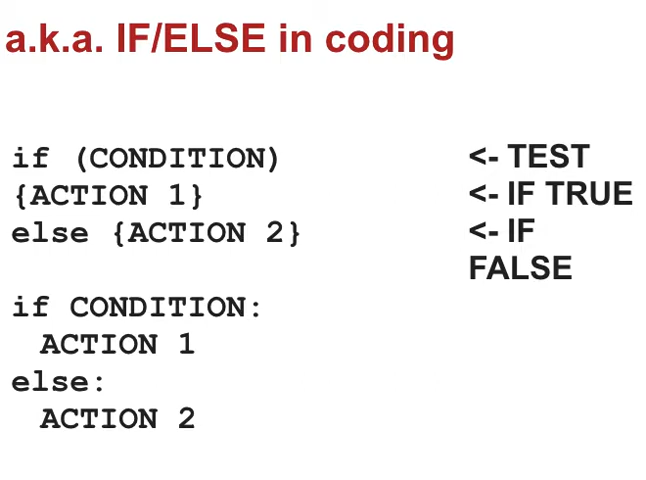 a.k.a. IF/ELSE in coding
if (CONDITION) <- TEST
{ACTION 1} <- IF TRUE
else {ACTION 2} <- IF
FALSE
if CONDITION:
ACTION 1
else:
ACTION 2